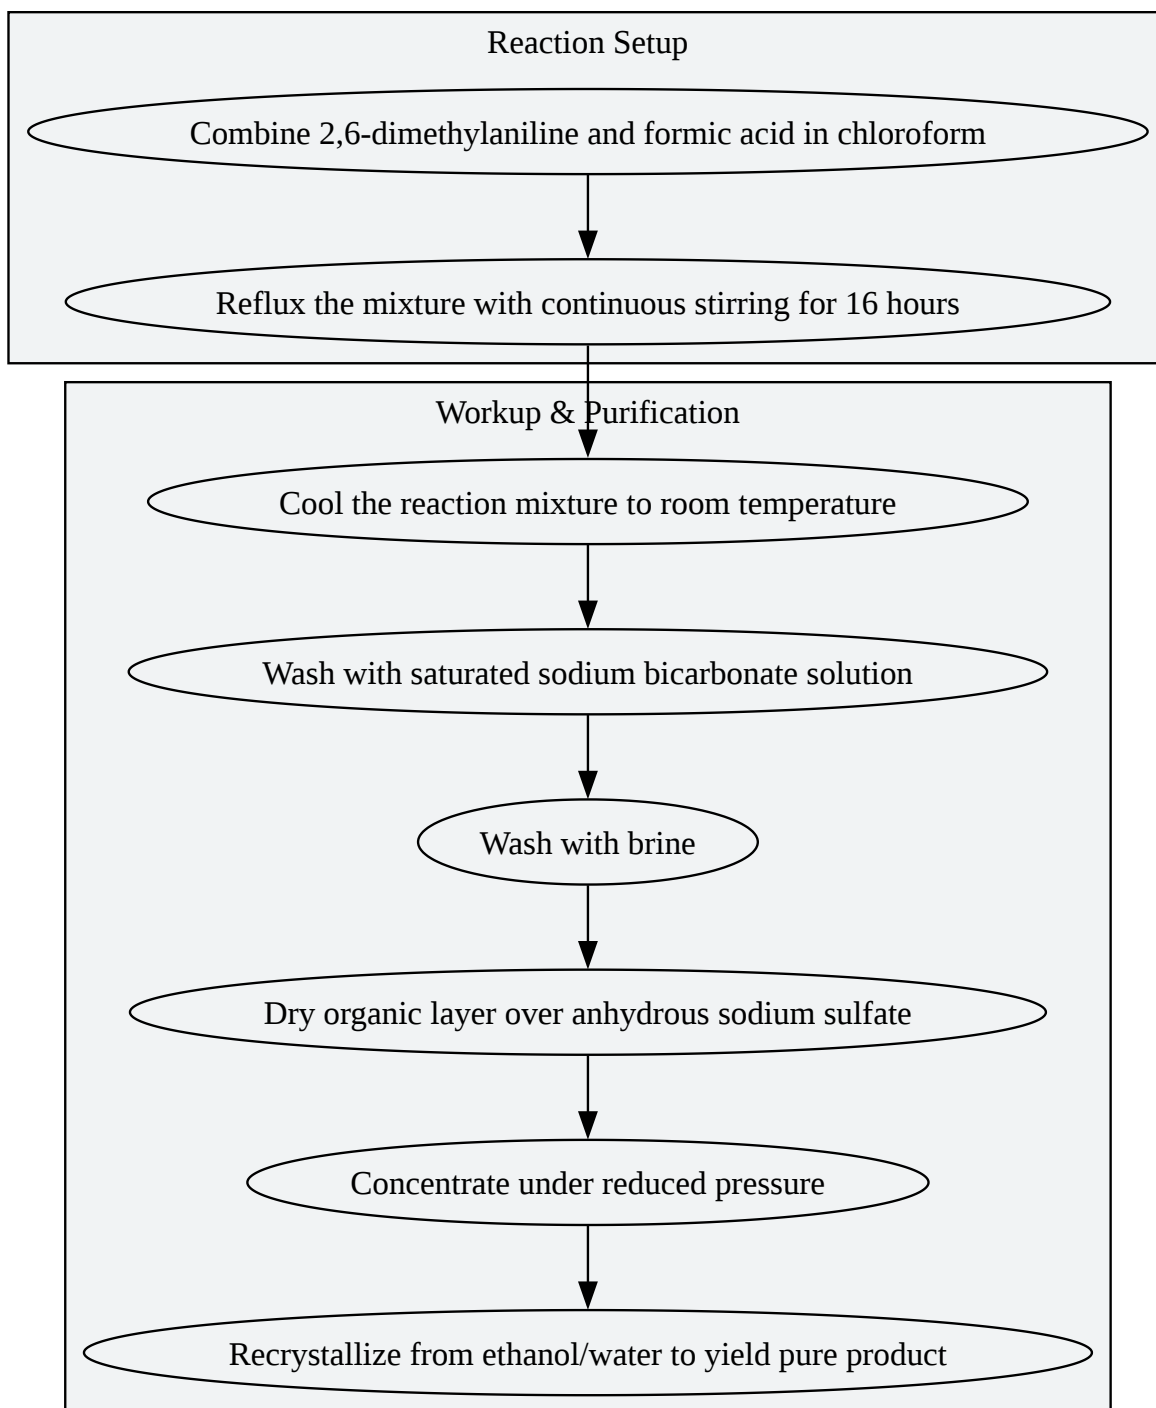 Reaction Setup
Combine 2,6-dimethylaniline and formic acid in chloroform
Reflux the mixture with continuous stirring for 16 hours
Workup & Purification
Cool the reaction mixture to room temperature
Wash with saturated sodium bicarbonate solution
Wash with brine
Dry organic layer over anhydrous sodium sulfate
Concentrate under reduced pressure
Recrystallize from ethanol/water to yield pure product